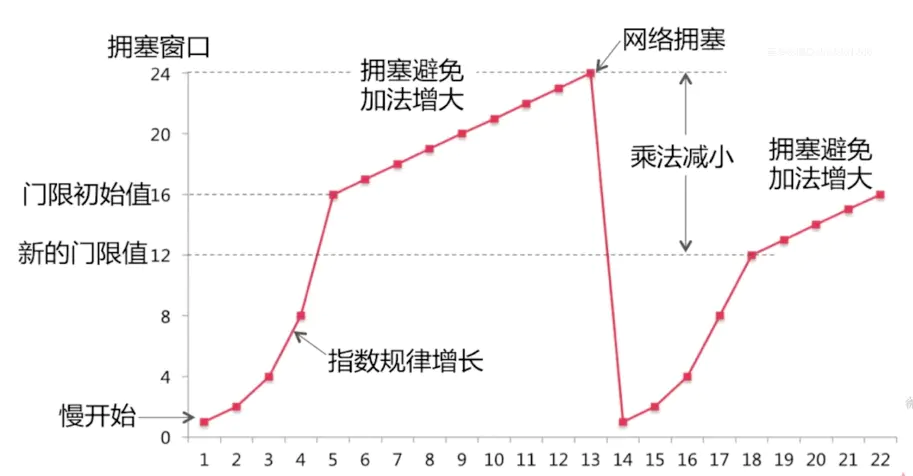 拥塞窗口
网络拥塞
24
拥塞避免
加法增大
20
乘法减小
拥塞避免
加法增大
门限初始值 16
新的门限值 12
8
指数规律增长
4
慢开始
0
1 2 3 4 5 6 7 8 9 10 11 12 13 14 15 16 17 18 19 20 21 22